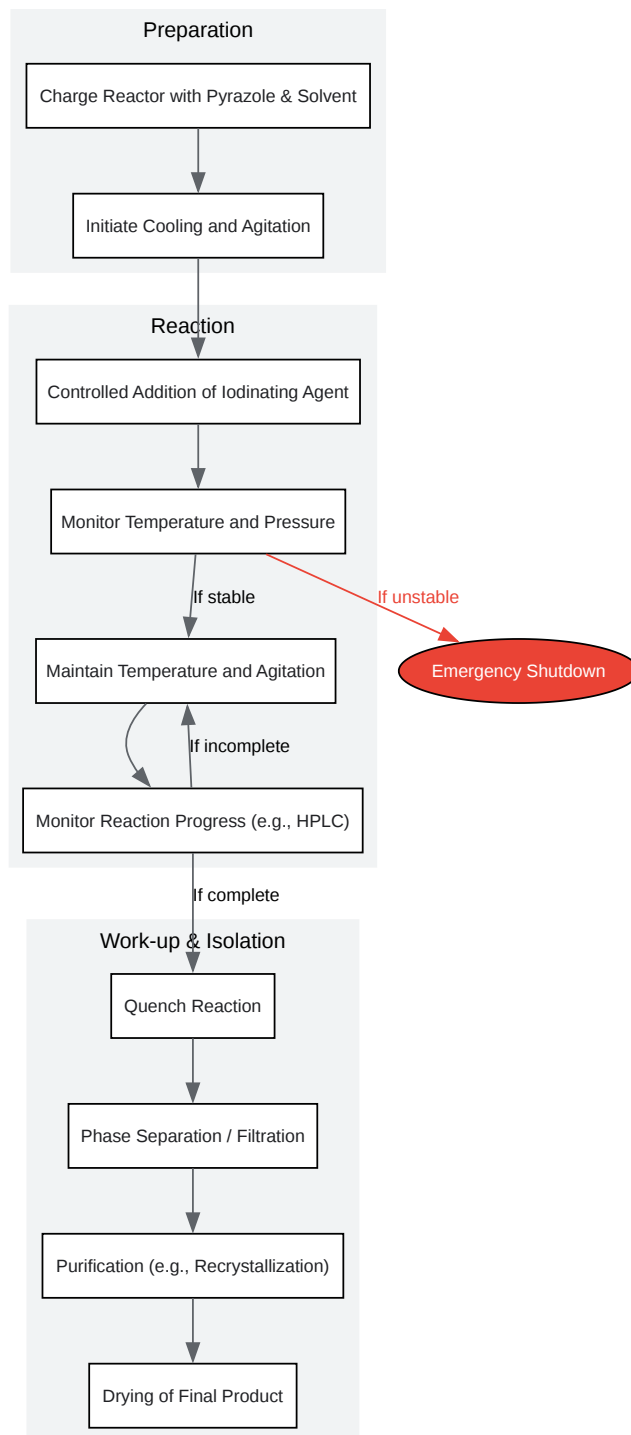 Preparation
Charge Reactor with Pyrazole & Solvent
Initiate Cooling and Agitation
Reaction
Controlled Addition of Iodinating Agent
Monitor Temperature and Pressure
If stable
If unstable
Maintain Temperature and Agitation
Emergency Shutdown
If incomplete
Monitor Reaction Progress (e.g., HPLC)
If complete
Work-up & Isolation
Quench Reaction
Phase Separation / Filtration
Purification (e.g., Recrystallization)
Drying of Final Product